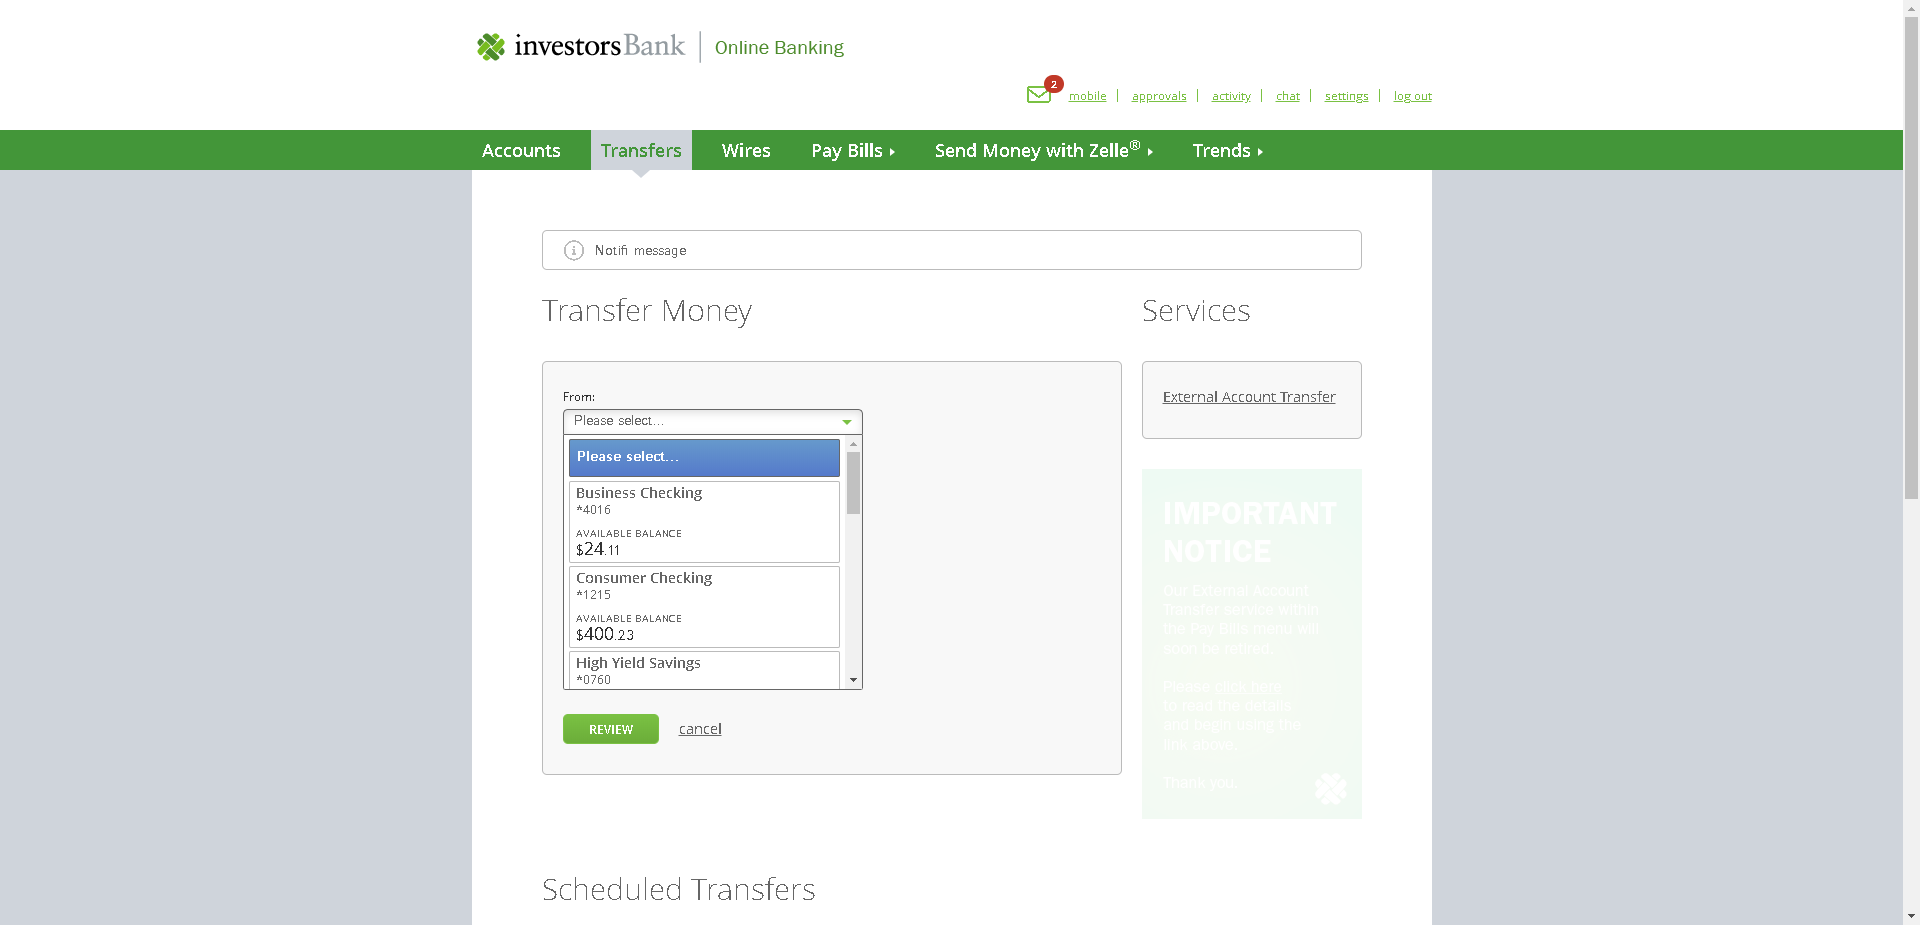 investorsBank | Online Banking
2
mobile | approvals | activity | chat | settings | log out
Accounts Transfers Wires Pay Bills Send Money with Zelle® Trends
Notifi message
Transfer Money
From:
Please select...
Please select...
Business Checking
*4016
AVAILABLE BALANCE
$24.11
Consumer Checking
*1215
AVAILABLE BALANCE
$400.23
High Yield Savings
*0760
REVIEW cancel
Services
External Account Transfer
IMPORTANT
NOTICE
Our External Account
Transfer service within
the Pay Bills menu will
soon be retired.
Please click here
to read the details
and begin using the
link above.
Thank you.
Scheduled Transfers